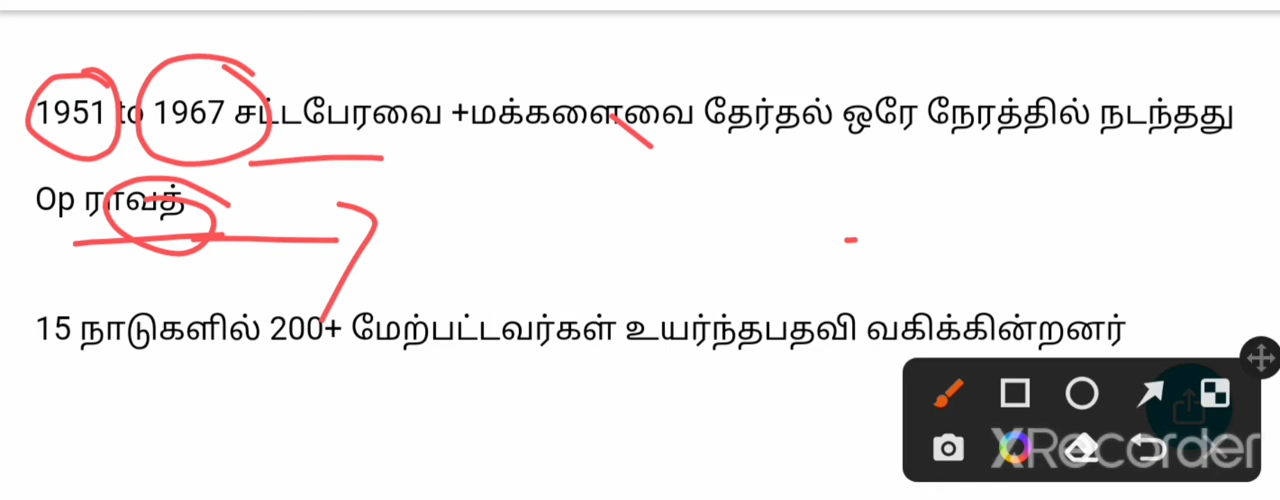 1951 to 1967 சட்டபேரவை +மக்களைவை தேர்தல் ஒரே நேரத்தில் நடந்தது
Op ராவத்
15 நாடுகளில் 200+ மேற்பட்டவர்கள் உயர்ந்தபதவி வகிக்கின்றனர்
XRecorder